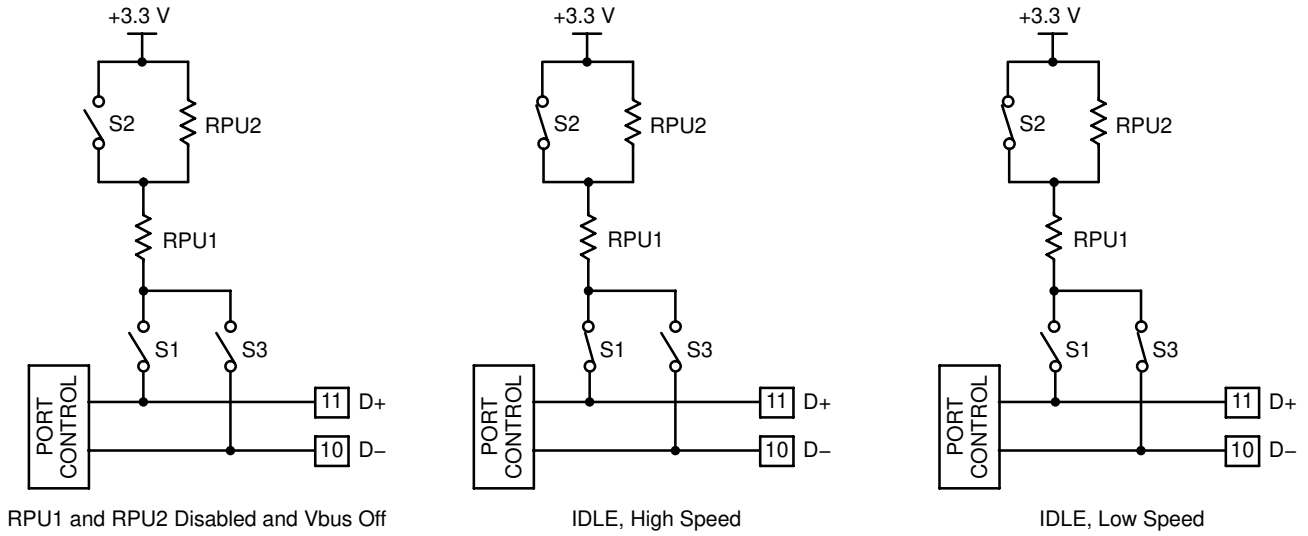 +3.3 V
S2
RPU2
RPU1
S1
S3
PORT
CONTROL
11 D+
10 D−
RPU1 and RPU2 Disabled and Vbus Off
+3.3 V
S2
RPU2
RPU1
S1
S3
PORT
CONTROL
11 D+
10 D−
IDLE, High Speed
+3.3 V
S2
RPU2
RPU1
S1
S3
PORT
CONTROL
11 D+
10 D−
IDLE, Low Speed